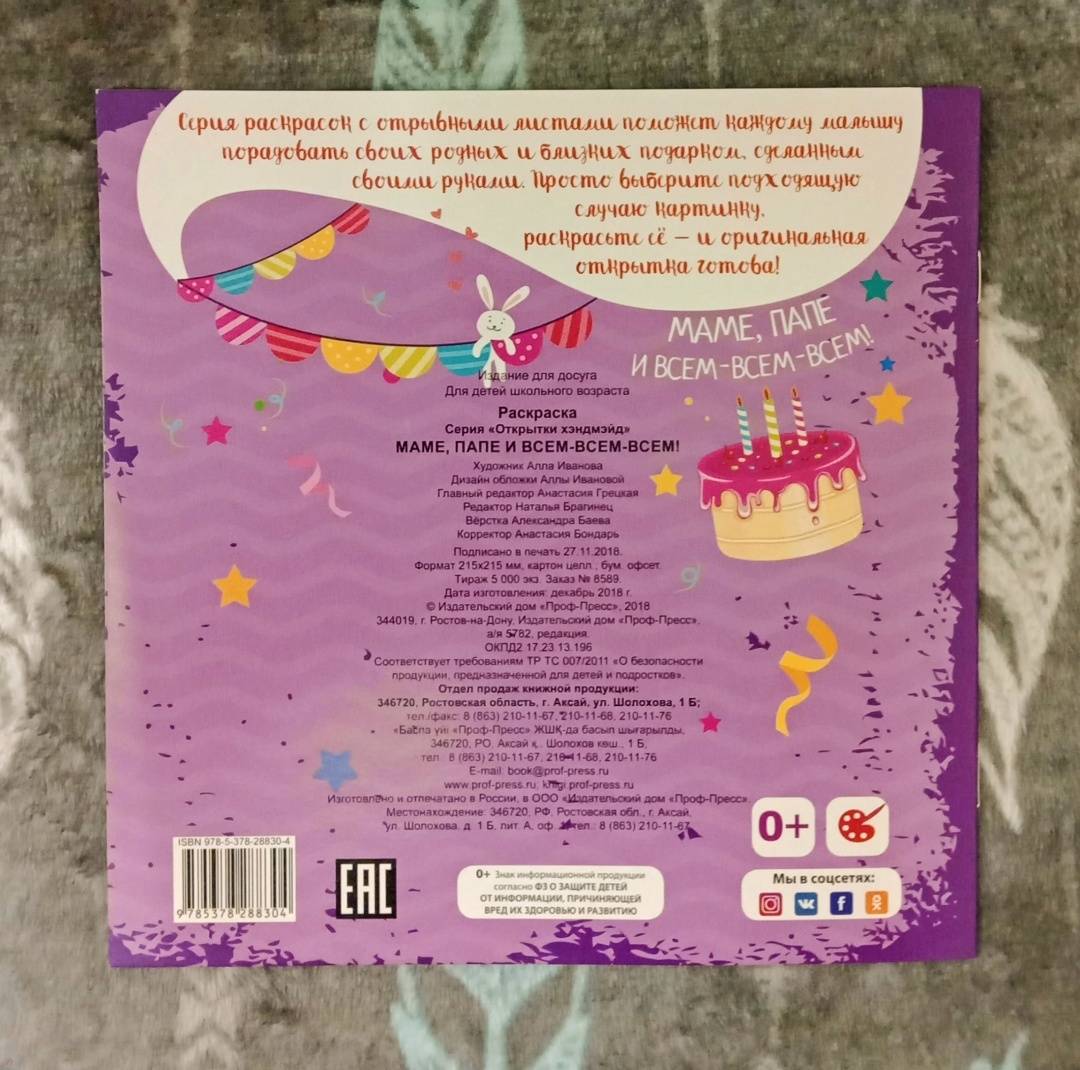 Серия раскрасок с отрывными листами поможет каждому малышу
порадовать своих родных и близких подарком, сделанным
своими руками. Просто выберите подходящую
случаю картинку,
раскрасьте её – и оригинальная
открытка готова!
МАМЕ, ПАПЕ
И ВСЕМ-ВСЕМ-ВСЕМ!
Издание для досуга
Для детей школьного возраста
Раскраска
Серия «Открытки хэндмэйд»
МАМЕ, ПАПЕ И ВСЕМ-ВСЕМ-ВСЕМ!
Художник Алла Иванова
Дизайн обложки Аллы Ивановой
Главный редактор Анастасия Грецкая
Редактор Наталья Брагинец
Вёрстка Александра Баева
Корректор Анастасия Бондарь
Подписано в печать 27.11.2018.
Формат 215х215 мм, картон целл., бум. офсет.
Тираж 5 000 экз. Заказ № 8589.
Дата изготовления: декабрь 2018 г.
© Издательский дом «Проф-Пресс», 2018
344019, г. Ростов-на-Дону, Издательский дом «Проф-Пресс»,
а/я 5782, редакция.
ОКПД2 17.23.13.196
Соответствует требованиям ТР ТС 007/2011 «О безопасности
продукции, предназначенной для детей и подростков».
Отдел продаж книжной продукции:
346720, Ростовская область, г. Аксай, ул. Шолохова, 1 Б;
тел./факс: 8 (863) 210-11-67, 210-11-68, 210-11-76
«Баспа үйі «Проф-Пресс» ЖШҚ-да басып шығарылды,
346720, РО, Аксай қ., Шолохов көш., 1 Б,
тел.: 8 (863) 210-11-67, 210-11-68, 210-11-76
E-mail: book@prof-press.ru
www.prof-press.ru; knigi.prof-press.ru
Изготовлено и отпечатано в России, в ООО «Издательский дом «Проф-Пресс».
Местонахождение: 346720, РФ, Ростовская обл., г. Аксай,
ул. Шолохова, д. 1 Б, лит. А, оф. тел.: 8 (863) 210-11-67
0+
ISBN 978-5-378-28830-4
9 785378 288304
EAC
0+ Знак информационной продукции
согласно ФЗ О ЗАЩИТЕ ДЕТЕЙ
ОТ ИНФОРМАЦИИ, ПРИЧИНЯЮЩЕЙ
ВРЕД ИХ ЗДОРОВЬЮ И РАЗВИТИЮ
Мы в соцсетях: